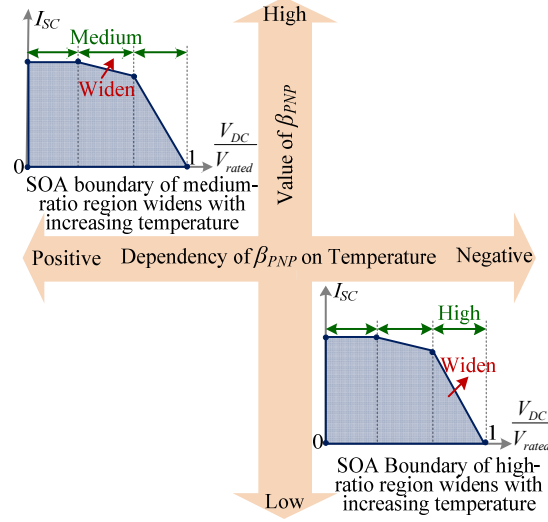 I_SC
High
Medium
Widen
V_DC
V_rated
0
1
SOA boundary of medium-
ratio region widens with
increasing temperature
Value of β_PNP
Positive
Dependency of β_PNP on Temperature
Negative
I_SC
High
Widen
V_DC
V_rated
0
1
SOA Boundary of high-
ratio region widens with
increasing temperature
Low